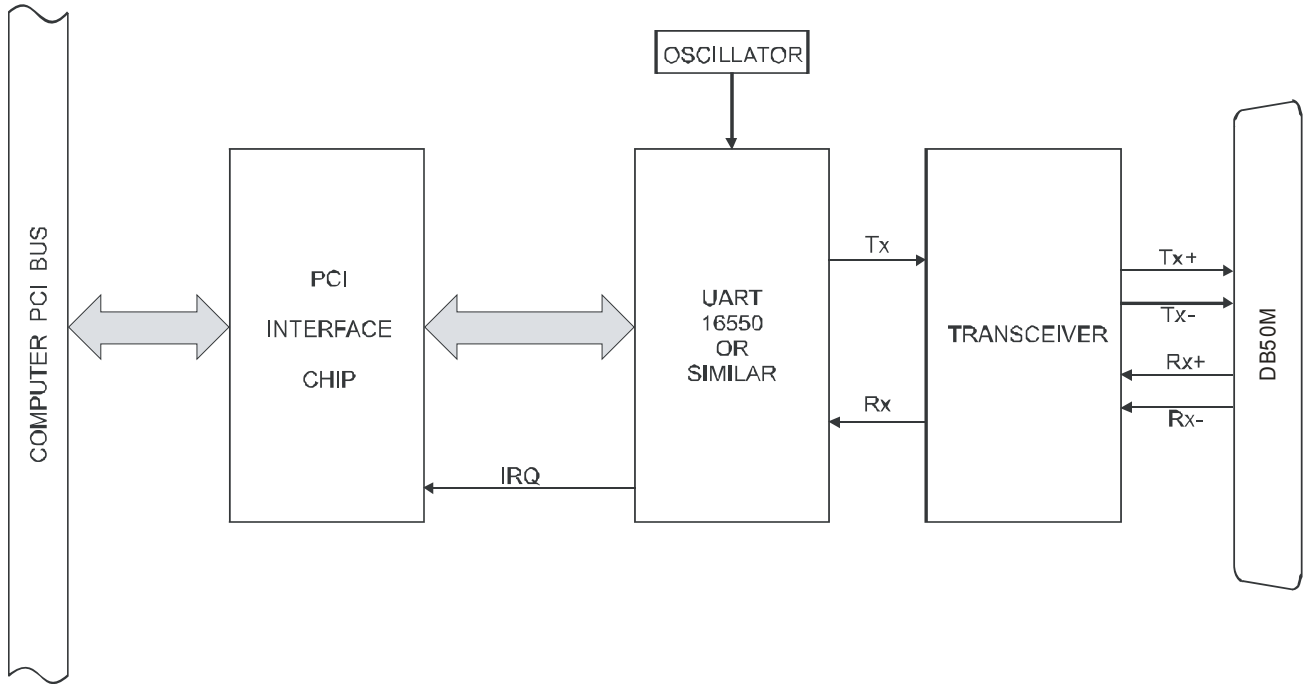 OSCILLATOR
COMPUTER PCI BUS
PCI
INTERFACE
CHIP
IRQ
UART
16550
OR
SIMILAR
Tx
Rx
TRANSCEIVER
Tx+
Tx-
Rx+
Rx-
DB50M